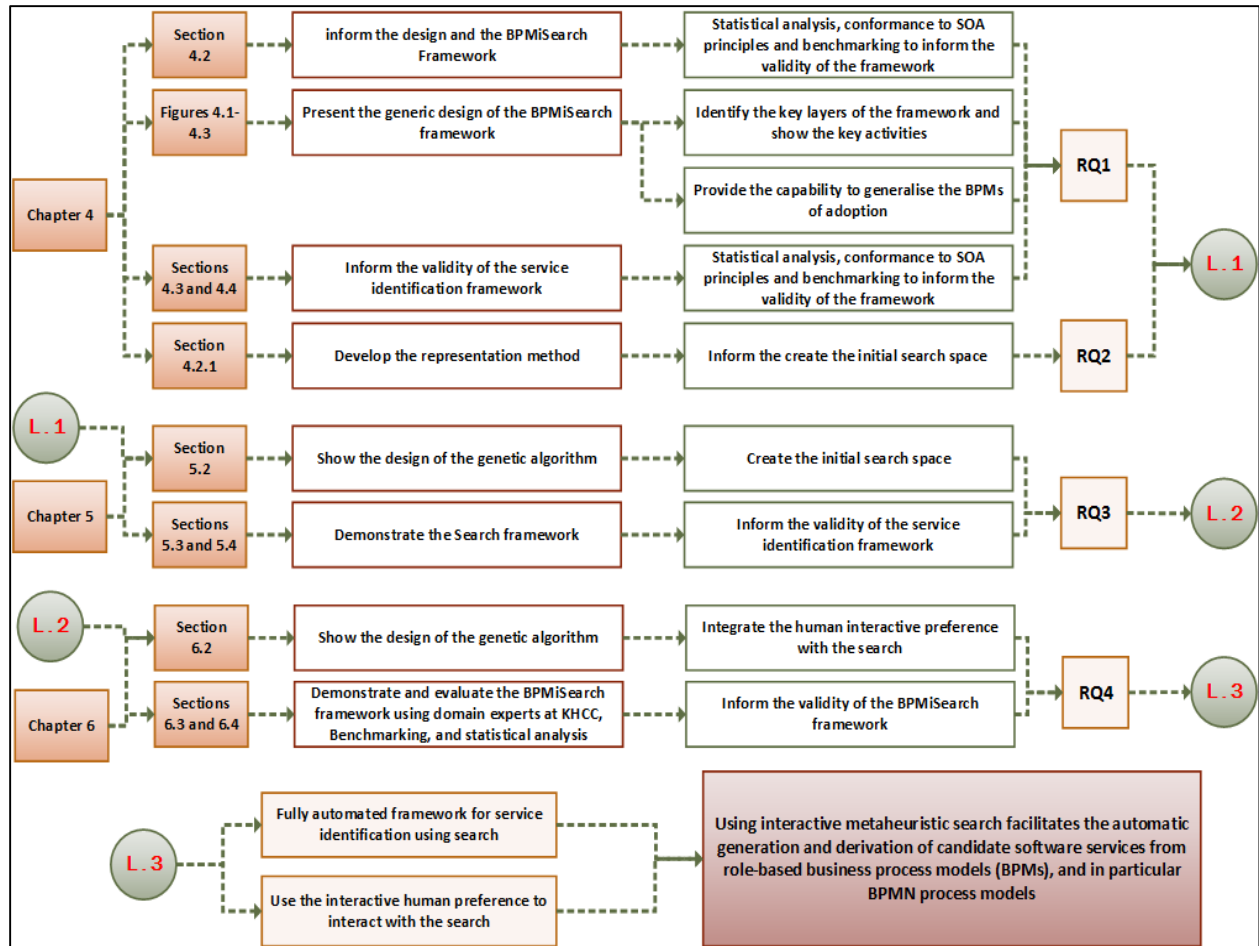 Section
4.2
inform the design and the BPMiSearch
Framework
Statistical analysis, conformance to SOA
principles and benchmarking to inform the
validity of the framework
Figures 4.1-
4.3
Present the generic design of the BPMiSearch
framework
Identify the key layers of the framework and
show the key activities
RQ1
Chapter 4
Provide the capability to generalise the BPMs
of adoption
Sections
4.3 and 4.4
Inform the validity of the service
identification framework
Statistical analysis, conformance to SOA
principles and benchmarking to inform the
validity of the framework
L.1
Section
4.2.1
Develop the representation method
Inform the create the initial search space
RQ2
L.1
Section
5.2
Show the design of the genetic algorithm
Create the initial search space
Chapter 5
RQ3
L.2
Sections
5.3 and 5.4
Demonstrate the Search framework
Inform the validity of the service
identification framework
L.2
Section
6.2
Show the design of the genetic algorithm
Integrate the human interactive preference
with the search
RQ4
L.3
Chapter 6
Sections
6.3 and 6.4
Demonstrate and evaluate the BPMiSearch
framework using domain experts at KHCC,
Benchmarking, and statistical analysis
Inform the validity of the BPMiSearch
framework
L.3
Fully automated framework for service
identification using search
Use the interactive human preference to
interact with the search
Using interactive metaheuristic search facilitates the automatic
generation and derivation of candidate software services from
role-based business process models (BPMs), and in particular
BPMN process models